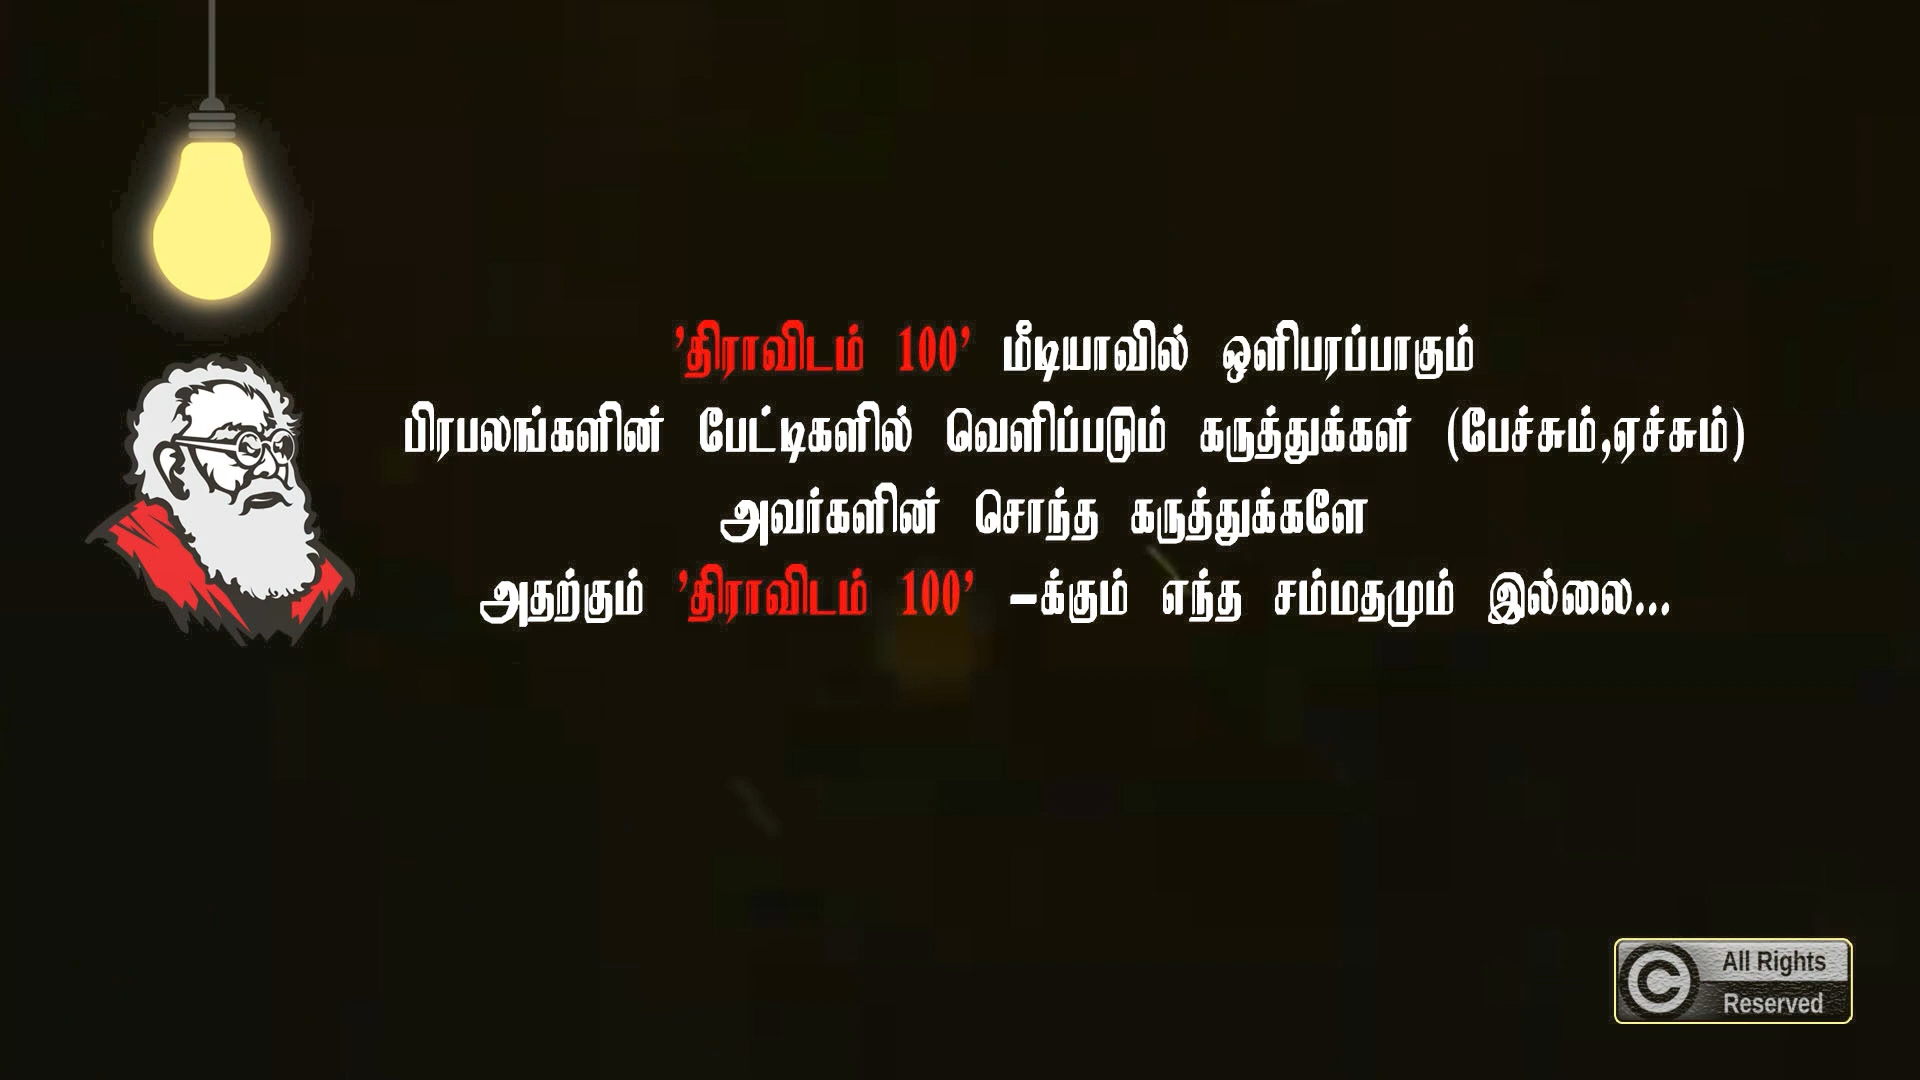 'திராவிடம் 100' மீடியாவில் ஒளிபரப்பாகும்
பிரபலங்களின் பேட்டிகளில் வெளிப்படும் கருத்துக்கள் (பேச்சும்,ஏச்சும்)
அவர்களின் சொந்த கருத்துக்களே
அதற்கும் 'திராவிடம் 100' -க்கும் எந்த சம்மதமும் இல்லை...
© All Rights
Reserved